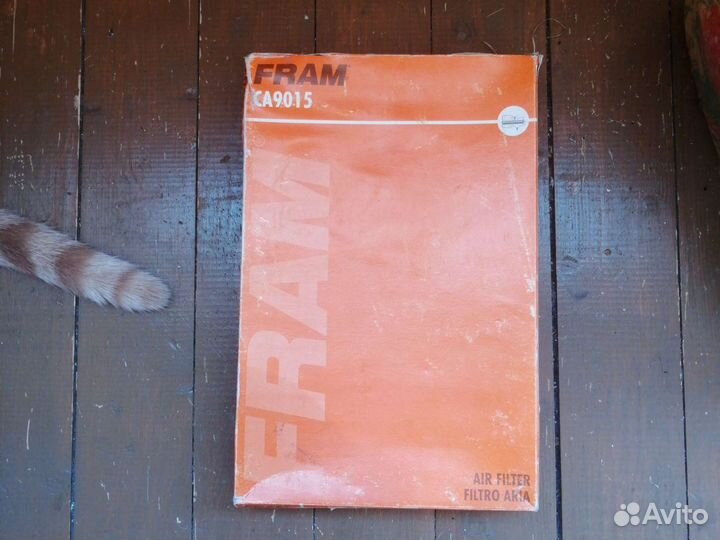 FRAM
CA9015
FRAM
AIR FILTER
FILTRO ARIA
Avito